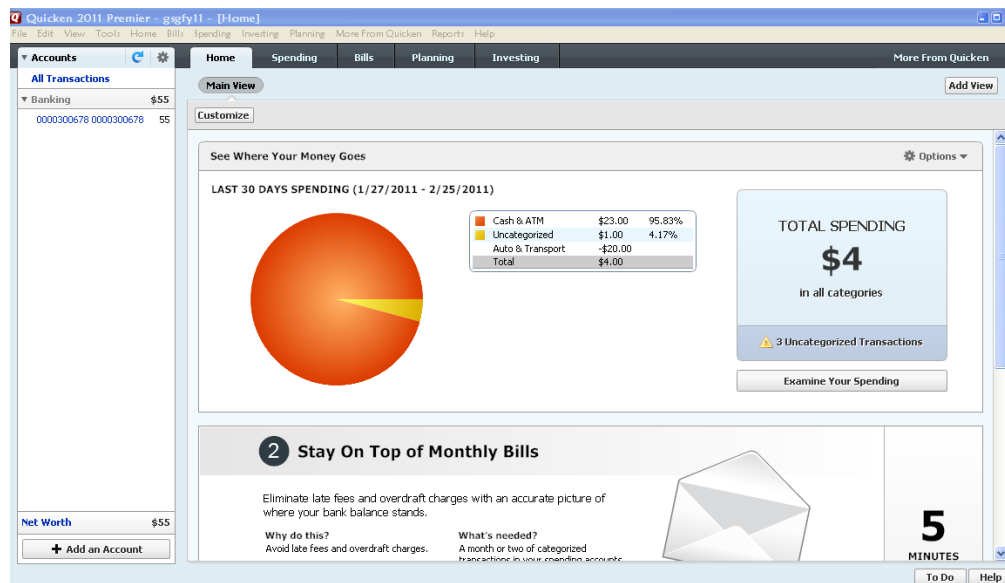 Quicken 2011 Premier - gsgfy11 - [Home]
File Edit View Tools Home Bills Spending Investing Planning More From Quicken Reports Help
Accounts
Home Spending Bills Planning Investing More From Quicken
All Transactions
Main View Add View
Banking $55
0000300678 0000300678 55
Customize
See Where Your Money Goes Options
LAST 30 DAYS SPENDING (1/27/2011 - 2/25/2011)
Cash & ATM $23.00 95.83%
Uncategorized $1.00 4.17%
Auto & Transport -$20.00
Total $4.00
TOTAL SPENDING
$4
in all categories
3 Uncategorized Transactions
Examine Your Spending
2 Stay On Top of Monthly Bills
Eliminate late fees and overdraft charges with an accurate picture of
where your bank balance stands.
Why do this? What's needed?
Avoid late fees and overdraft charges. A month or two of categorized
transactions in your spending accounts
5
MINUTES
Net Worth $55
+ Add an Account
To Do Help